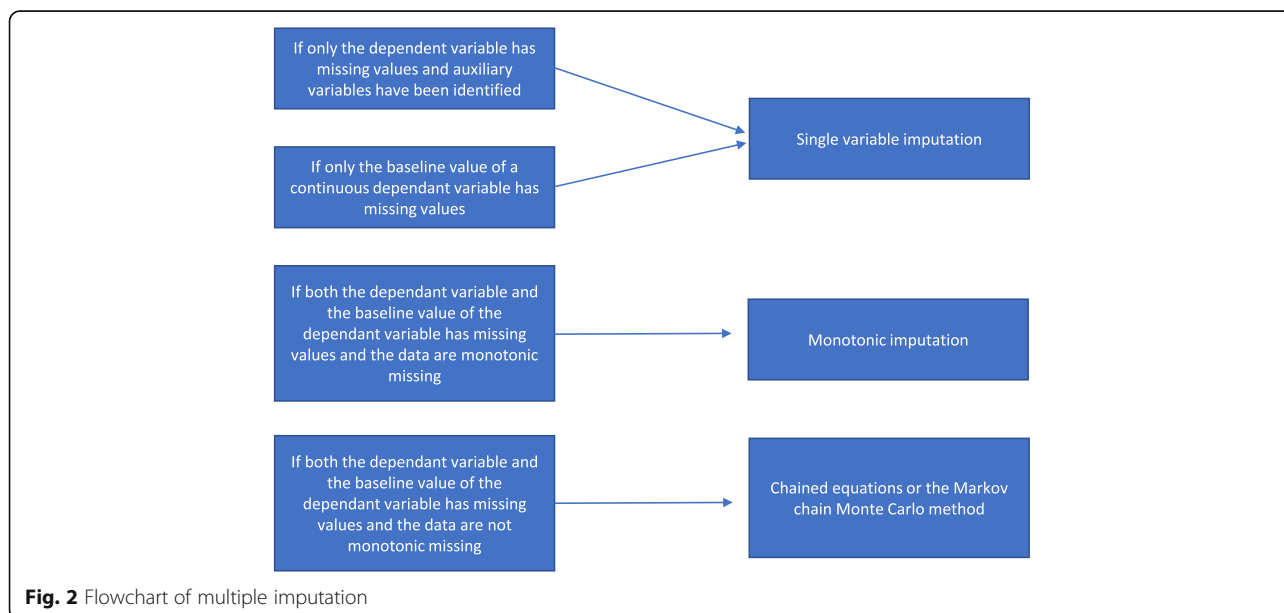 If only the dependent variable has
missing values and auxiliary
variables have been identified
Single variable imputation
If only the baseline value of a
continuous dependant variable has
missing values
If both the dependant variable and
the baseline value of the
dependant variable has missing
values and the data are monotonic
missing
Monotonic imputation
If both the dependant variable and
the baseline value of the
dependant variable has missing
values and the data are not
monotonic missing
Chained equations or the Markov
chain Monte Carlo method
Fig. 2 Flowchart of multiple imputation